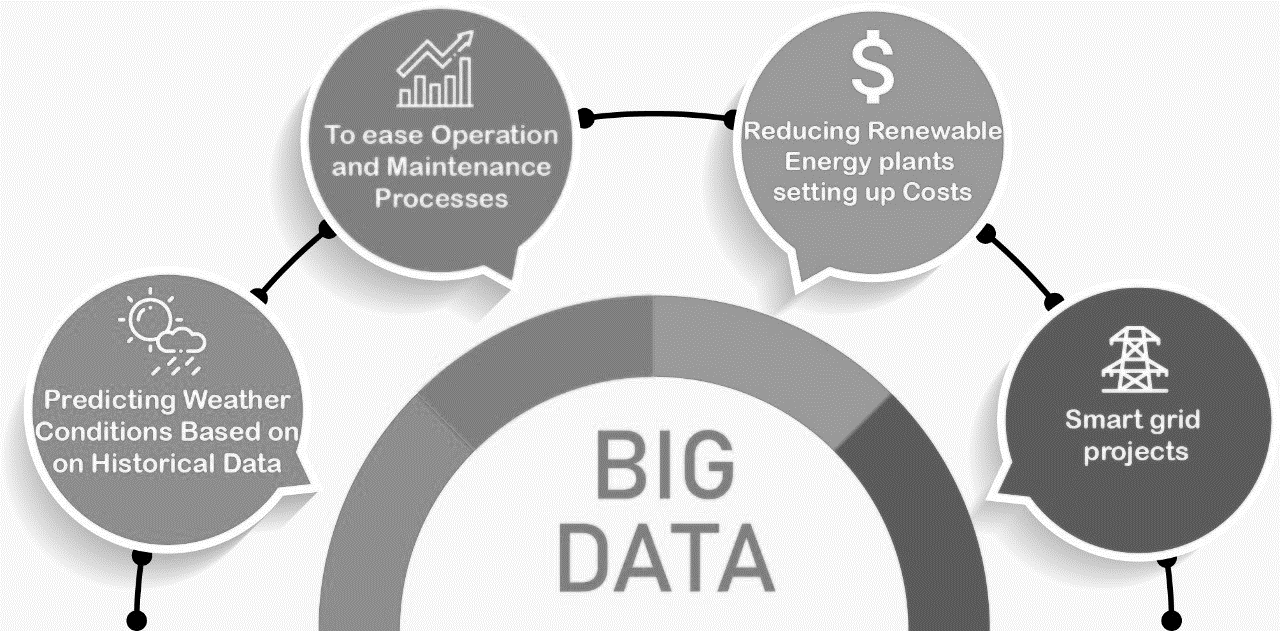 To ease Operation
and Maintenance
Processes
$
Reducing Renewable
Energy plants
setting up Costs
Predicting Weather
Conditions Based on
on Historical Data
Smart grid
projects
BIG
DATA